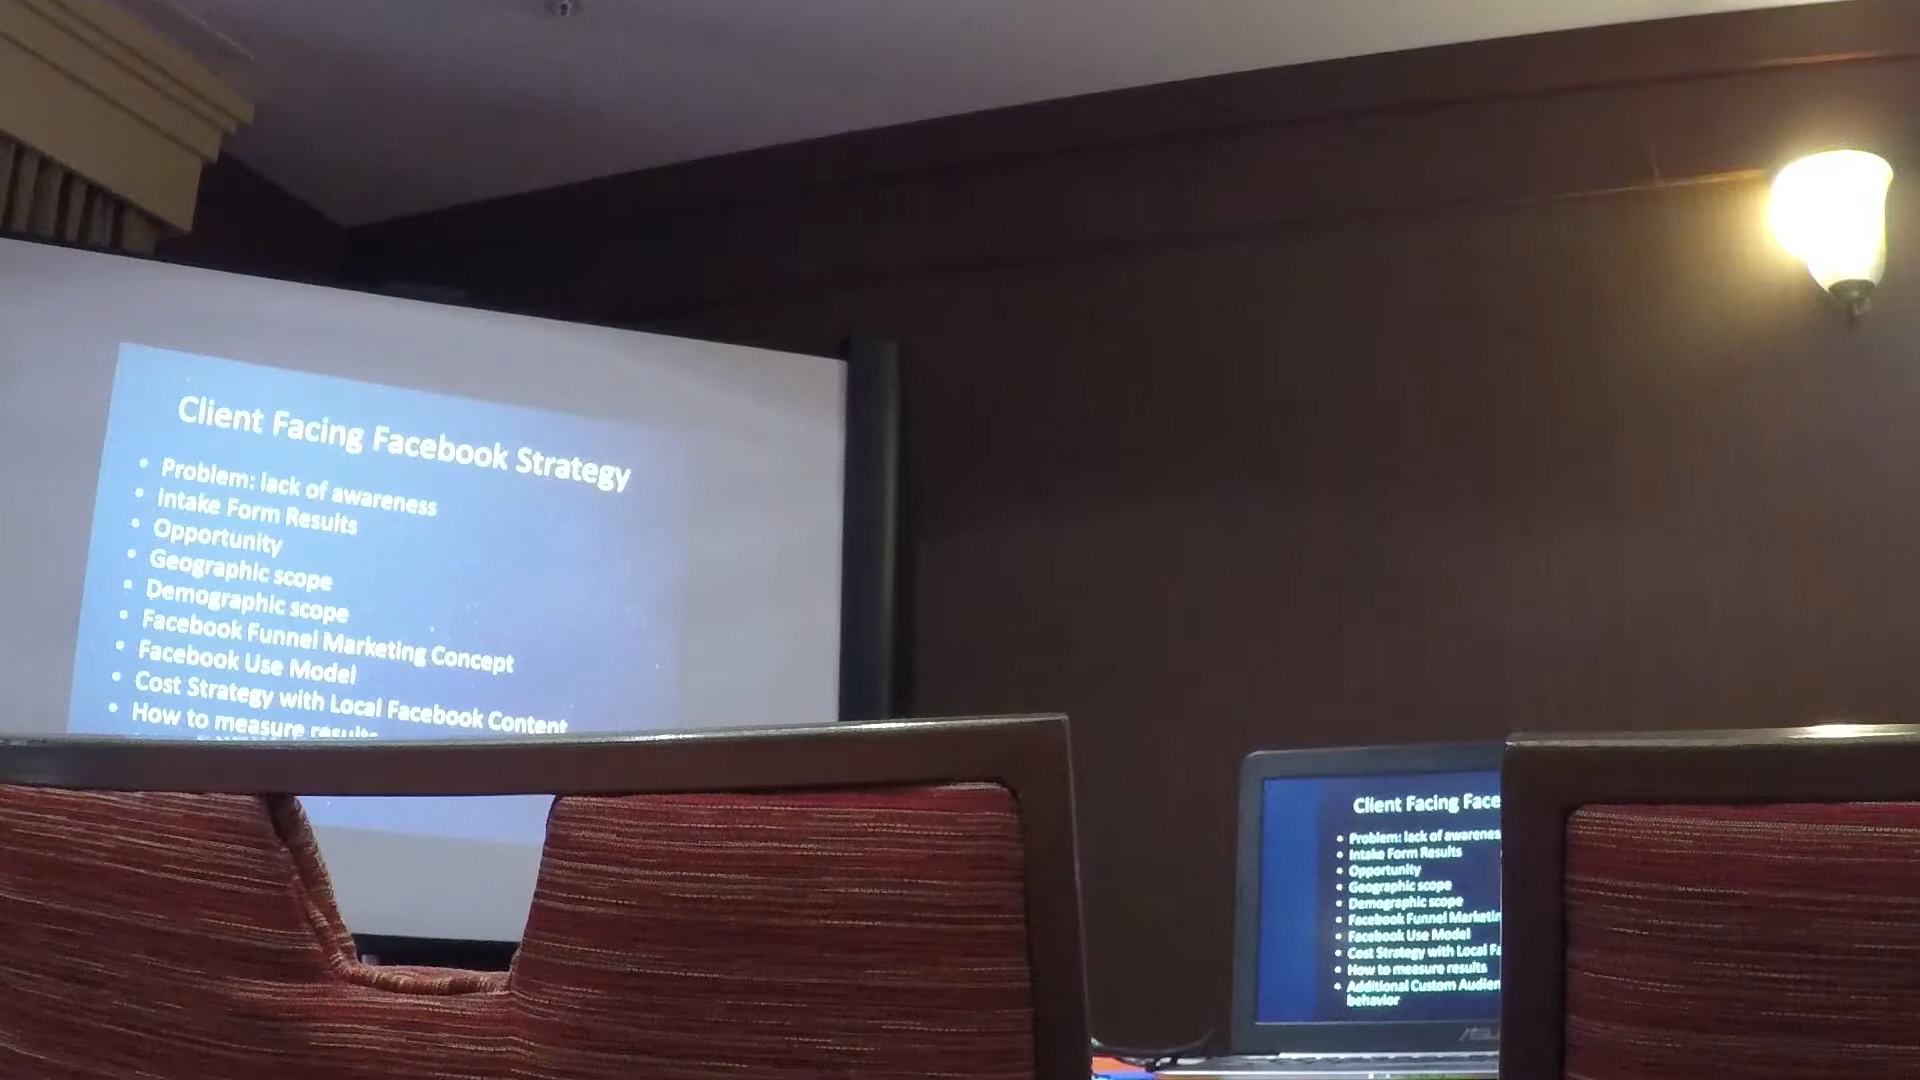 Client Facing Facebook Strategy
• Problem: lack of awareness
• Intake Form Results
• Opportunity
• Geographic scope
• Demographic scope
• Facebook Funnel Marketing Concept
• Facebook Use Model
• Cost Strategy with Local Facebook Content
• How to measure results
Client Facing Face
• Problem: lack of awarenes
• Intake Form Results
• Opportunity
• Geographic scope
• Demographic scope
• Facebook Funnel Marketin
• Facebook Use Model
• Cost Strategy with Local Fa
• How to measure results
• Additional Custom Audien
behavior
ASUS